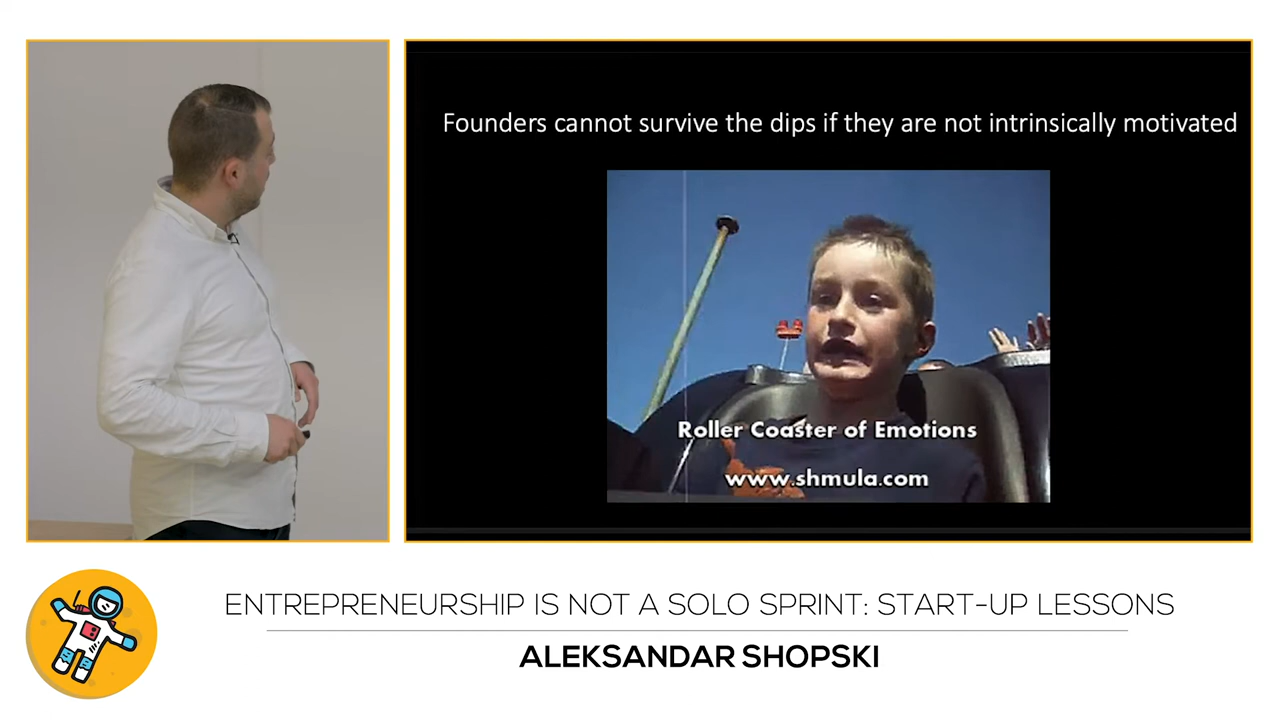 Founders cannot survive the dips if they are not intrinsically motivated
Roller Coaster of Emotions
www.shmula.com
ENTREPRENEURSHIP IS NOT A SOLO SPRINT: START-UP LESSONS
ALEKSANDAR SHOPSKI